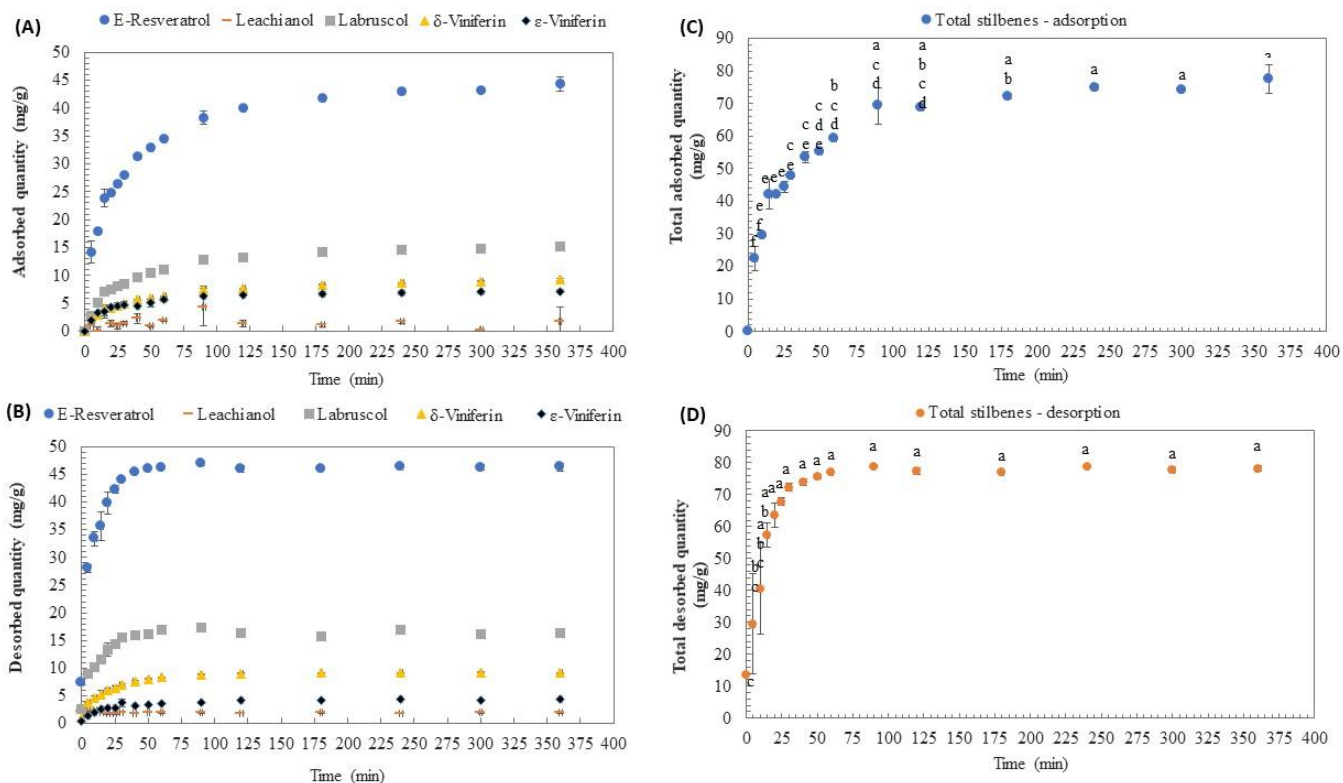 (A)
E-Resveratrol Leachianol Labruscol δ-Viniferin ε-Viniferin
50
45
40
35
30
25
20
15
10
5
0
Adsorbed quantity (mg/g)
0 25 50 75 100 125 150 175 200 225 250 275 300 325 350 375 400
Time (min)
(C)
Total stilbenes - adsorption
90
80
70
60
50
40
30
20
10
0
Total adsorbed quantity
(mg/g)
f
e
f
e
e
e
c
e
c
e
c
d
e
b
c
d
a
c
d
a
b
c
d
a
b
a
a
a
0 25 50 75 100 125 150 175 200 225 250 275 300 325 350 375 400
Time (min)
(B)
E-Resveratrol Leachianol Labruscol δ-Viniferin ε-Viniferin
50
45
40
35
30
25
20
15
10
5
0
Desorbed quantity (mg/g)
0 25 50 75 100 125 150 175 200 225 250 275 300 325 350 375 400
Time (min)
(D)
Total stilbenes - desorption
90
80
70
60
50
40
30
20
10
0
Total desorbed quantity
(mg/g)
c
b
c
a
b
c
a
b
a
a
a
a
a
a
a
a
a
a
a
a
0 25 50 75 100 125 150 175 200 225 250 275 300 325 350 375 400
Time (min)